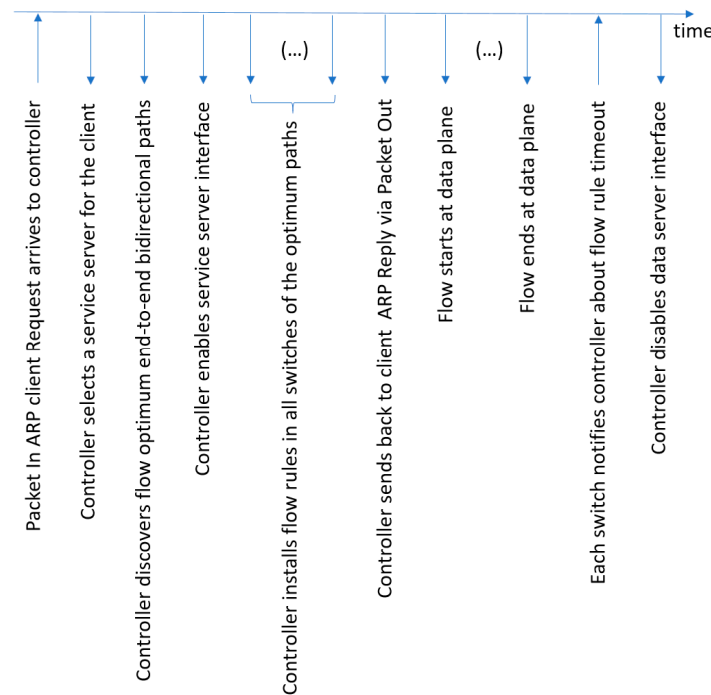 time
(...)
(...)
Packet In ARP client Request arrives to controller
Controller selects a service server for the client
Controller discovers flow optimum end-to-end bidirectional paths
Controller enables service server interface
Controller installs flow rules in all switches of the optimum paths
Controller sends back to client ARP Reply via Packet Out
Flow starts at data plane
Flow ends at data plane
Each switch notifies controller about flow rule timeout
Controller disables data server interface